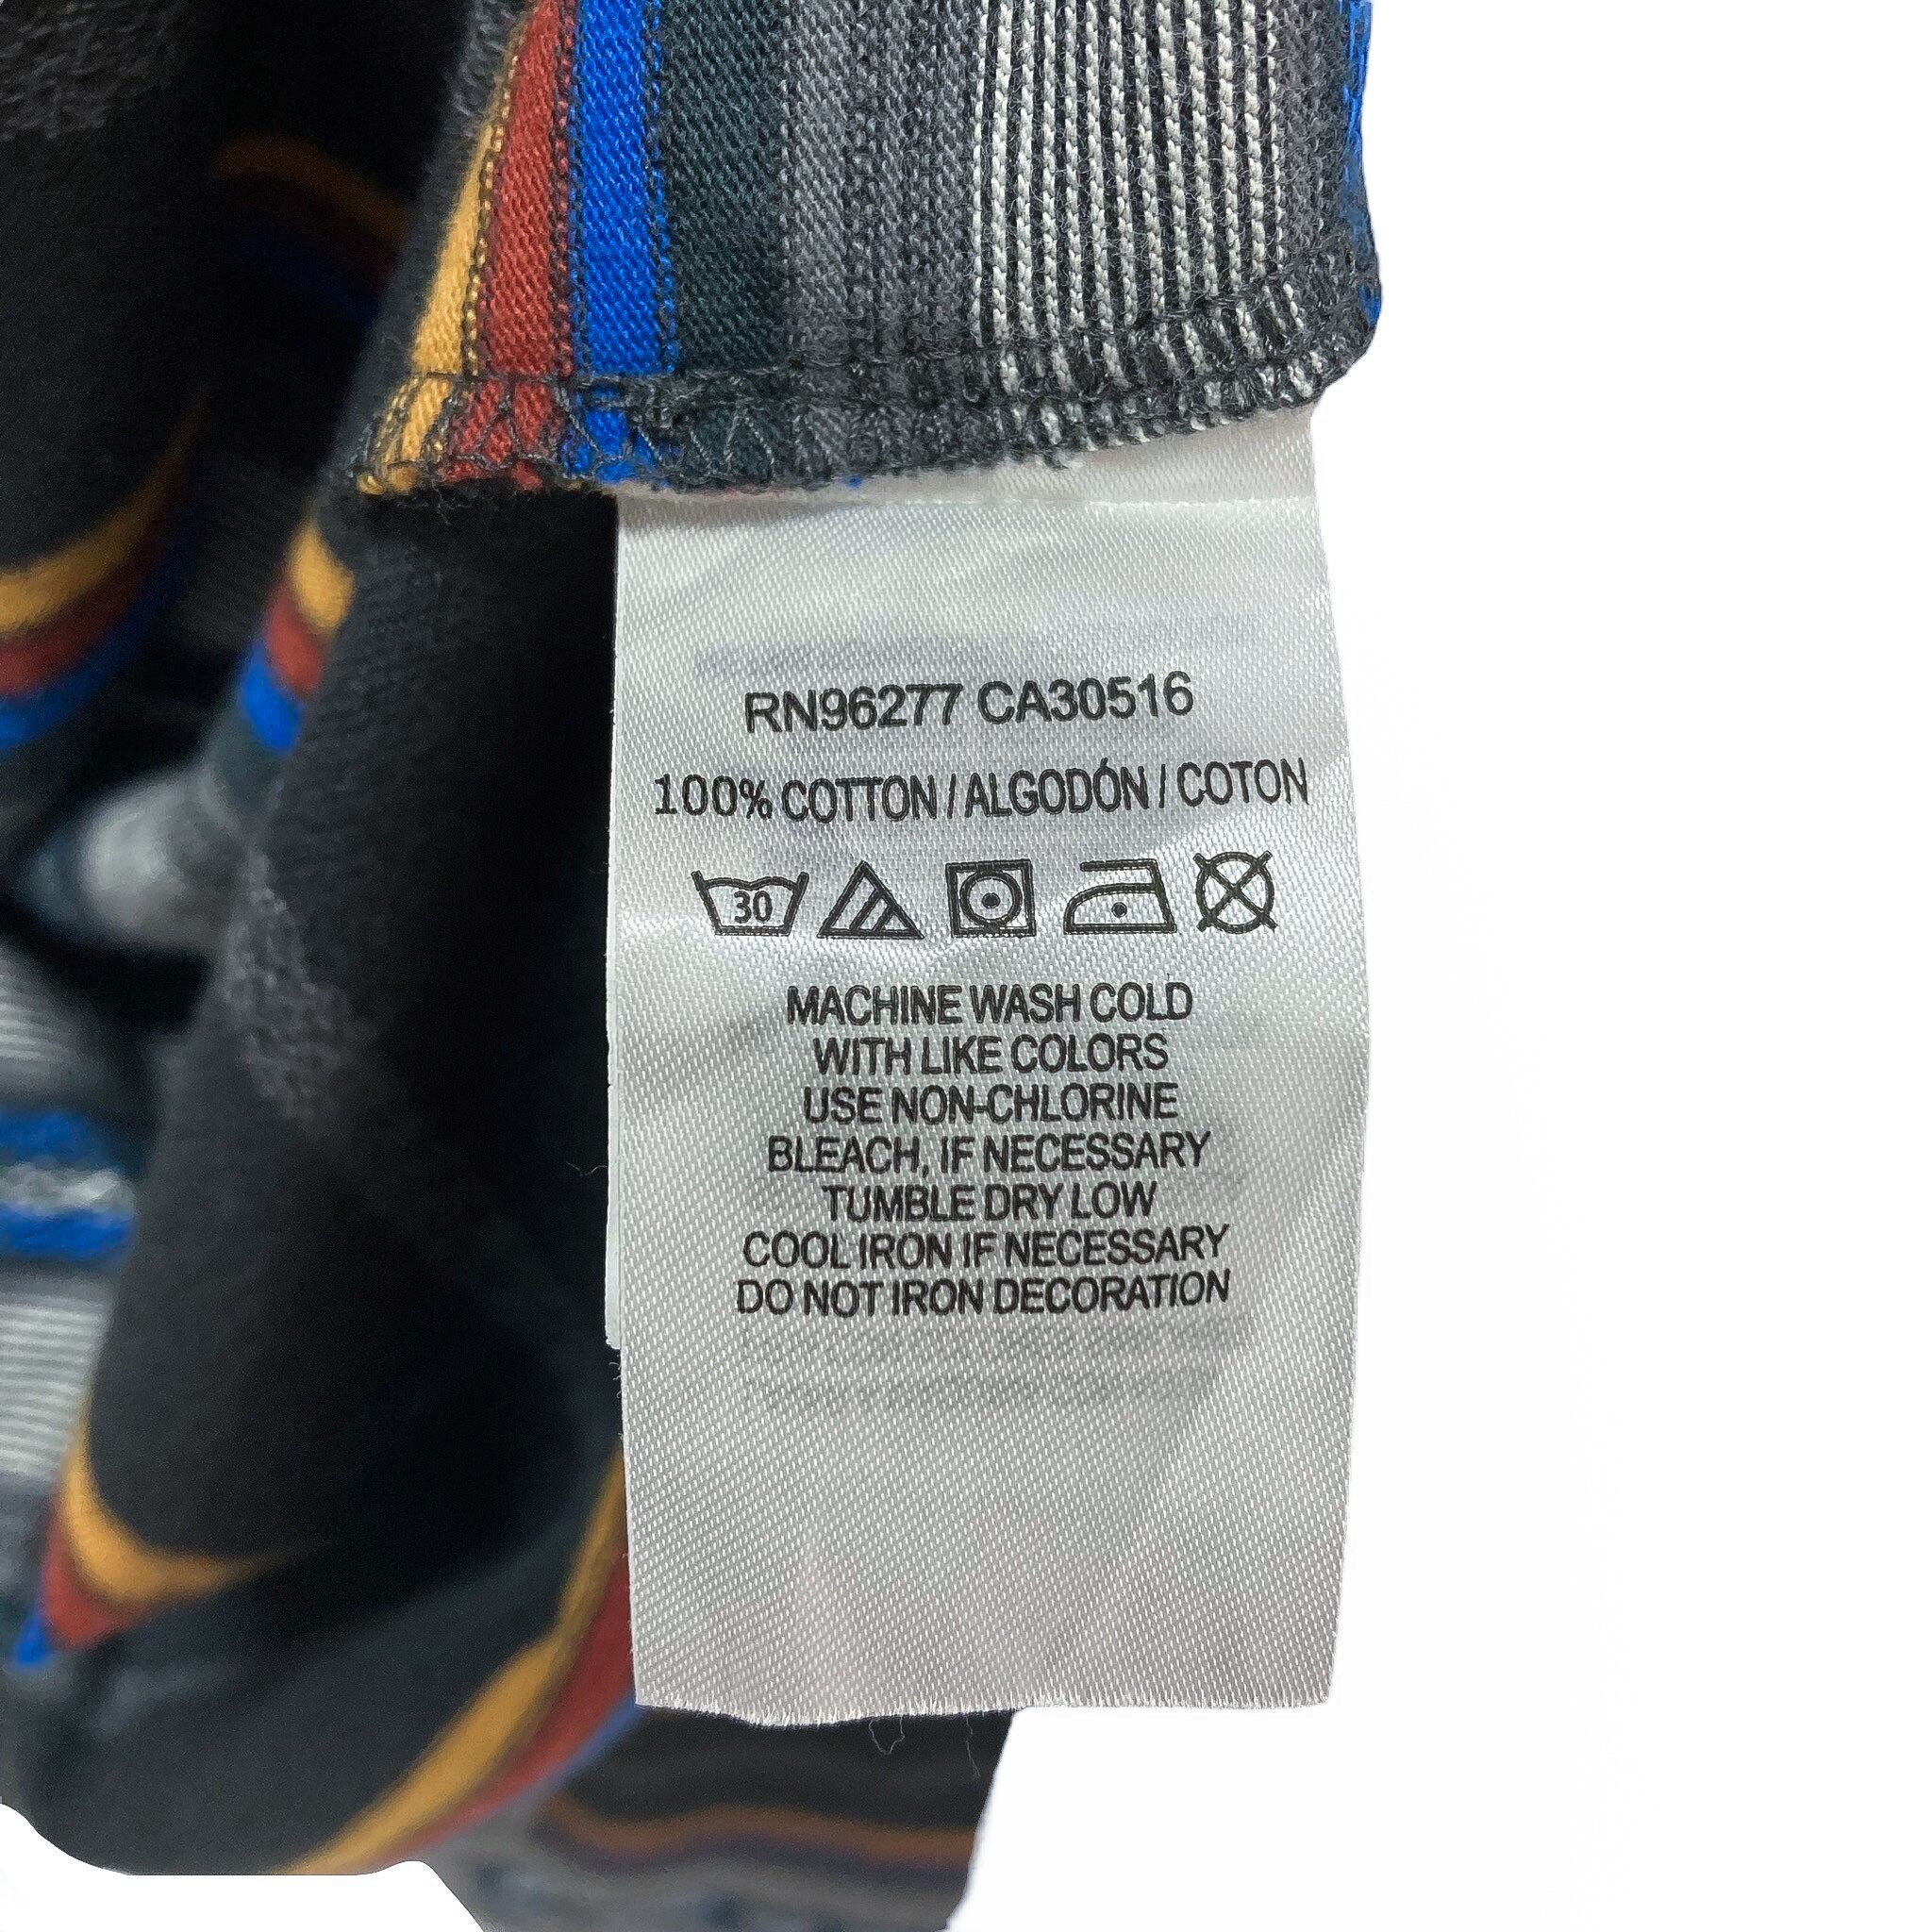 RN96277 CA30516
100% COTTON / ALGODÓN / COTON
30
MACHINE WASH COLD
WITH LIKE COLORS
USE NON-CHLORINE
BLEACH, IF NECESSARY
TUMBLE DRY LOW
COOL IRON IF NECESSARY
DO NOT IRON DECORATION